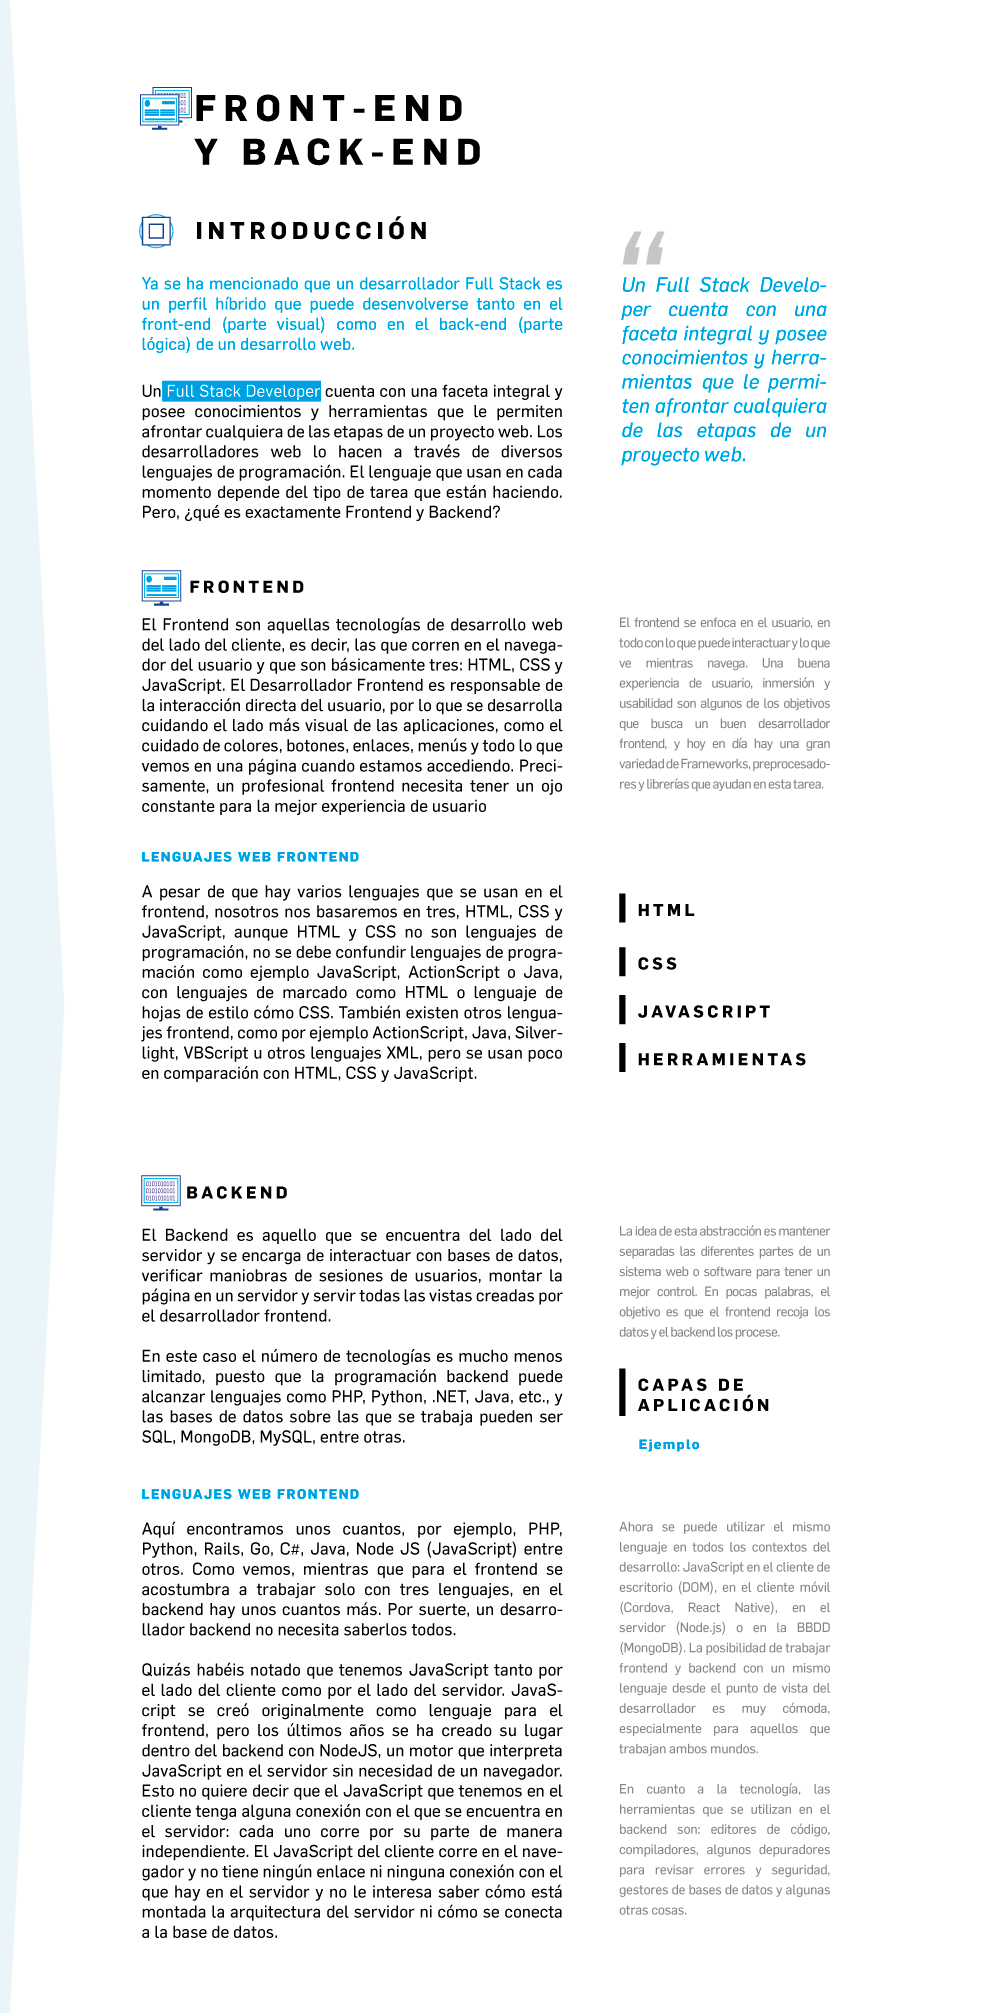 FRONT-END
Y BACK-END
INTRODUCCIÓN
Ya se ha mencionado que un desarrollador Full Stack es
un perfil híbrido que puede desenvolverse tanto en el
front-end (parte visual) como en el back-end (parte
lógica) de un desarrollo web.
Un Full Stack Developer cuenta con una faceta integral y
posee conocimientos y herramientas que le permiten
afrontar cualquiera de las etapas de un proyecto web. Los
desarrolladores web lo hacen a través de diversos
lenguajes de programación. El lenguaje que usan en cada
momento depende del tipo de tarea que están haciendo.
Pero, ¿qué es exactamente Frontend y Backend?
“
Un Full Stack Develo-
per cuenta con una
faceta integral y posee
conocimientos y herra-
mientas que le permi-
ten afrontar cualquiera
de las etapas de un
proyecto web.
FRONTEND
El Frontend son aquellas tecnologías de desarrollo web
del lado del cliente, es decir, las que corren en el navega-
dor del usuario y que son básicamente tres: HTML, CSS y
JavaScript. El Desarrollador Frontend es responsable de
la interacción directa del usuario, por lo que se desarrolla
cuidando el lado más visual de las aplicaciones, como el
cuidado de colores, botones, enlaces, menús y todo lo que
vemos en una página cuando estamos accediendo. Preci-
samente, un profesional frontend necesita tener un ojo
constante para la mejor experiencia de usuario
El frontend se enfoca en el usuario, en
todo con lo que puede interactuar y lo que
ve mientras navega. Una buena
experiencia de usuario, inmersión y
usabilidad son algunos de los objetivos
que busca un buen desarrollador
frontend, y hoy en día hay una gran
variedad de Frameworks, preprocesado-
res y librerías que ayudan en esta tarea.
LENGUAJES WEB FRONTEND
A pesar de que hay varios lenguajes que se usan en el
frontend, nosotros nos basaremos en tres, HTML, CSS y
JavaScript, aunque HTML y CSS no son lenguajes de
programación, no se debe confundir lenguajes de progra-
mación como ejemplo JavaScript, ActionScript o Java,
con lenguajes de marcado como HTML o lenguaje de
hojas de estilo cómo CSS. También existen otros lengua-
jes frontend, como por ejemplo ActionScript, Java, Silver-
light, VBScript u otros lenguajes XML, pero se usan poco
en comparación con HTML, CSS y JavaScript.
HTML
CSS
JAVASCRIPT
HERRAMIENTAS
0101010101
0101010101
0101010101
BACKEND
El Backend es aquello que se encuentra del lado del
servidor y se encarga de interactuar con bases de datos,
verificar maniobras de sesiones de usuarios, montar la
página en un servidor y servir todas las vistas creadas por
el desarrollador frontend.
En este caso el número de tecnologías es mucho menos
limitado, puesto que la programación backend puede
alcanzar lenguajes como PHP, Python, .NET, Java, etc., y
las bases de datos sobre las que se trabaja pueden ser
SQL, MongoDB, MySQL, entre otras.
La idea de esta abstracción es mantener
separadas las diferentes partes de un
sistema web o software para tener un
mejor control. En pocas palabras, el
objetivo es que el frontend recoja los
datos y el backend los procese.
CAPAS DE
APLICACIÓN
Ejemplo
LENGUAJES WEB FRONTEND
Aquí encontramos unos cuantos, por ejemplo, PHP,
Python, Rails, Go, C#, Java, Node JS (JavaScript) entre
otros. Como vemos, mientras que para el frontend se
acostumbra a trabajar solo con tres lenguajes, en el
backend hay unos cuantos más. Por suerte, un desarro-
llador backend no necesita saberlos todos.
Quizás habéis notado que tenemos JavaScript tanto por
el lado del cliente como por el lado del servidor. JavaS-
cript se creó originalmente como lenguaje para el
frontend, pero los últimos años se ha creado su lugar
dentro del backend con NodeJS, un motor que interpreta
JavaScript en el servidor sin necesidad de un navegador.
Esto no quiere decir que el JavaScript que tenemos en el
cliente tenga alguna conexión con el que se encuentra en
el servidor: cada uno corre por su parte de manera
independiente. El JavaScript del cliente corre en el nave-
gador y no tiene ningún enlace ni ninguna conexión con el
que hay en el servidor y no le interesa saber cómo está
montada la arquitectura del servidor ni cómo se conecta
a la base de datos.
Ahora se puede utilizar el mismo
lenguaje en todos los contextos del
desarrollo: JavaScript en el cliente de
escritorio (DOM), en el cliente móvil
(Cordova, React Native), en el
servidor (Node.js) o en la BBDD
(MongoDB). La posibilidad de trabajar
frontend y backend con un mismo
lenguaje desde el punto de vista del
desarrollador es muy cómoda,
especialmente para aquellos que
trabajan ambos mundos.
En cuanto a la tecnología, las
herramientas que se utilizan en el
backend son: editores de código,
compiladores, algunos depuradores
para revisar errores y seguridad,
gestores de bases de datos y algunas
otras cosas.